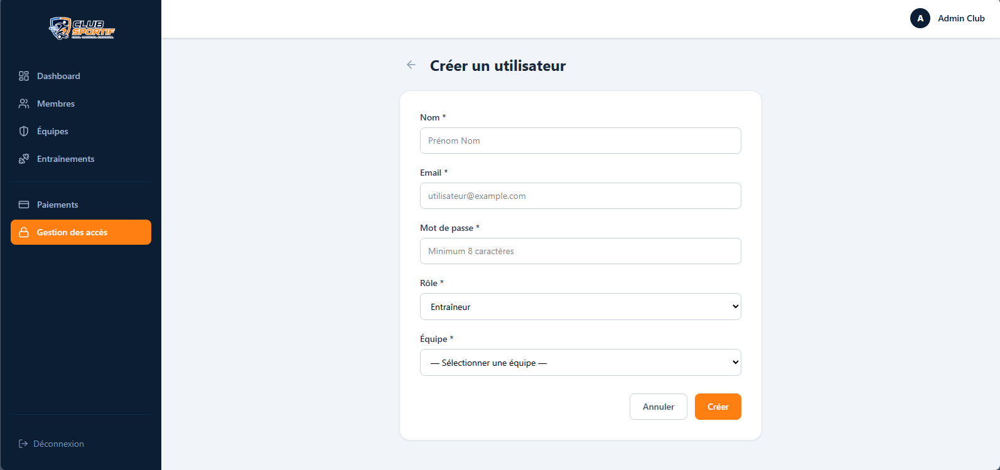 CLUB
SPORTIF
A
Admin Club
Dashboard
Membres
Équipes
Entraînements
Paiements
Gestion des accès
Déconnexion
Créer un utilisateur
Nom *
Prénom Nom
Email *
utilisateur@example.com
Mot de passe *
Minimum 8 caractères
Rôle *
Entraîneur
Équipe *
— Sélectionner une équipe —
Annuler
Créer